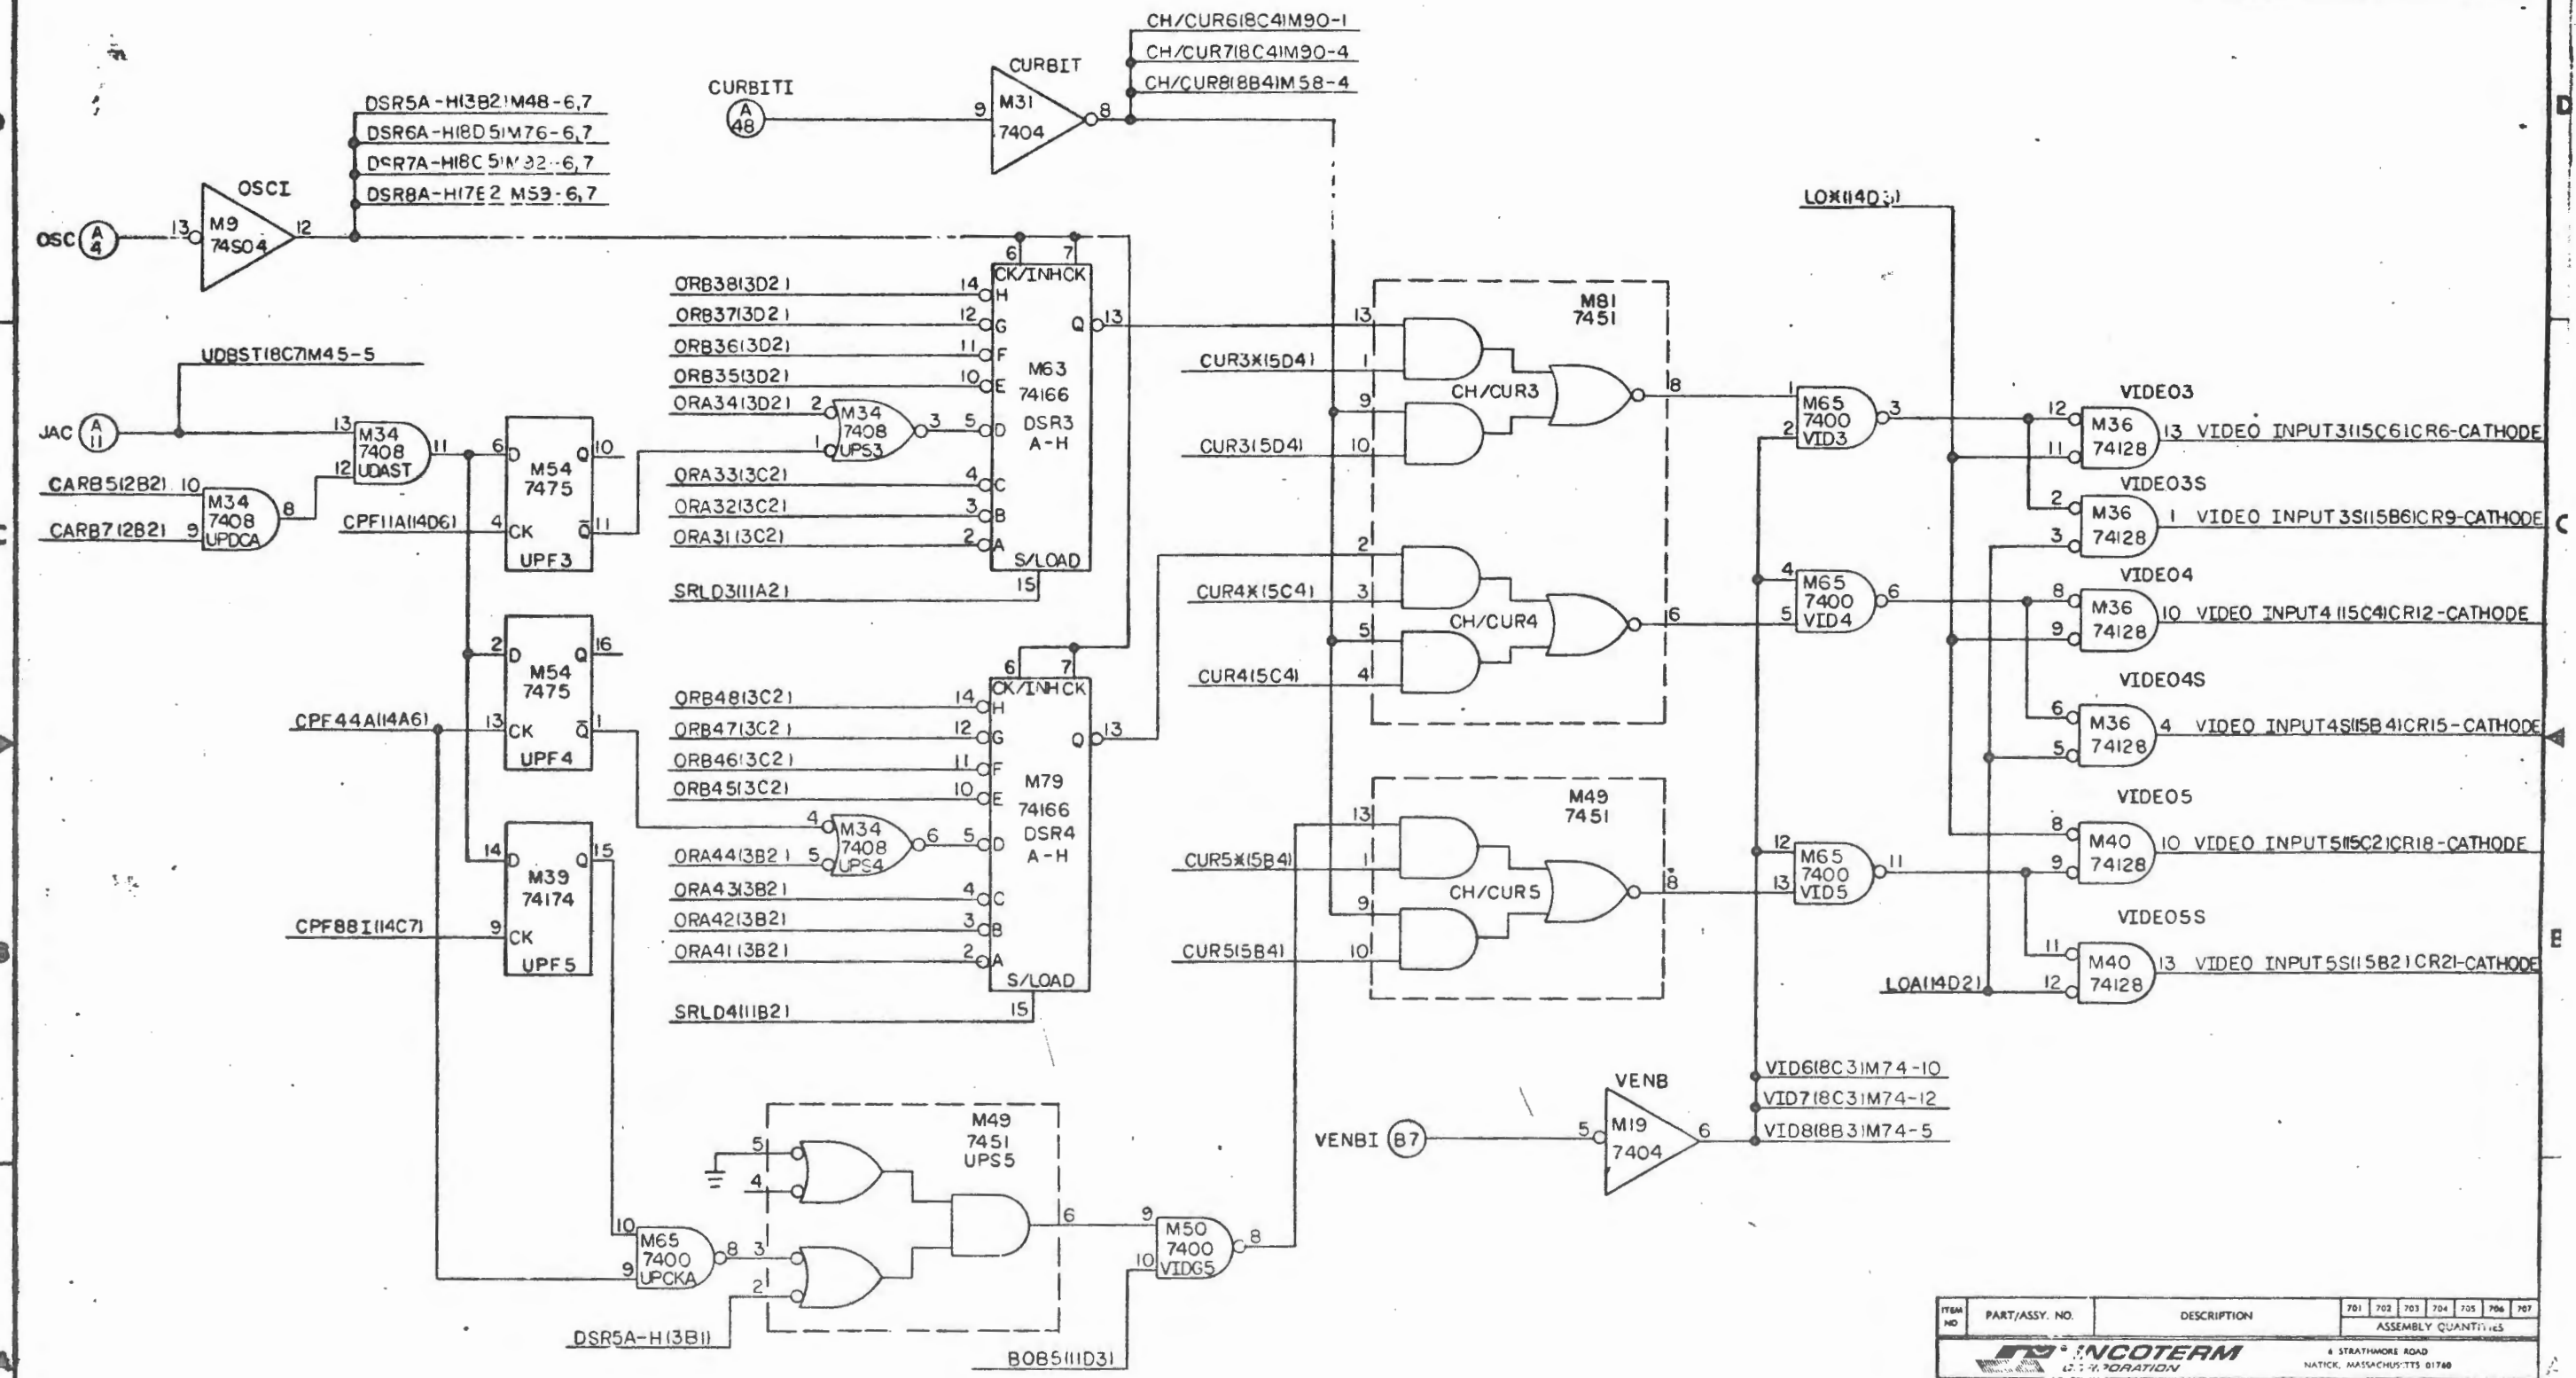 CH/CUR6(8C4)M90-1
CH/CUR7(8C4)M90-4
CH/CUR8(8B4)M58-4
CURBIT
CURBITI
A
48
9 M31 8
7404
D
DSR5A-H(3B2)M48-6,7
DSR6A-H(8D5)M76-6,7
DSR7A-H(8C5)M92-6,7
DSR8A-H(7E2 M59-6,7
OSCI
OSC A
4
13 M9 12
74S04
LOX(14D3)
6 7
CK/INH CK
ORB38(3D2) 14 H
ORB37(3D2) 12 G
ORB36(3D2) 11 F
ORB35(3D2) 10 E
ORA34(3D2) 2 M34 3 5 D
7408
1 UPS3
ORA33(3C2) 4 C
ORA32(3C2) 3 B
ORA31(3C2) 2 A
Q 13
M63
74166
DSR3
A-H
S/LOAD
SRLD3(11A2) 15
UDBST(8C7)M45-5
JAC A
11
13 M34 11
7408
12 UDAST
CARB5(2B2) 10 M34 8
7408
CARB7(2B2) 9 UPDCA
6 D Q 10
M54
7475
CPF11A(14D6) 4 CK Q 11
UPF3
2 D Q 16
M54
7475
CPF44A(14A6) 13 CK Q 1
UPF4
14 D Q 15
M39
74174
CPF88I(14C7) 9 CK
UPF5
6 7
CK/INH CK
ORB48(3C2) 14 H
ORB47(3C2) 12 G
ORB46(3C2) 11 F
ORB45(3C2) 10 E
4 M34 6 5 D
7408
ORA44(3B2) 5 UPS4
ORA43(3B2) 4 C
ORA42(3B2) 3 B
ORA41(3B2) 2 A
Q 13
M79
74166
DSR4
A-H
S/LOAD
SRLD4(11B2) 15
M81
7451
13
CUR3X(5D4) 1
CH/CUR3 8
9
CUR3(5D4) 10
2
CUR4X(5C4) 3
CH/CUR4 6
5
CUR4(5C4) 4
M49
7451
13
CUR5X(5B4) 11
CH/CUR5 8
9
CUR5(5B4) 10
1 M65 3
7400
2 VID3
4 M65 6
7400
5 VID4
12 M65 11
7400
13 VID5
VIDEO3
12 M36 13 VIDEO INPUT3(15C6)CR6-CATHODE
11 74128
VIDEO3S
2 M36 1 VIDEO INPUT3S(15B6)CR9-CATHODE
3 74128
C
VIDEO4
8 M36 10 VIDEO INPUT4(15C4)CR12-CATHODE
9 74128
VIDEO4S
6 M36 4 VIDEO INPUT4S(15B4)CR15-CATHODE
5 74128
VIDEO5
8 M40 10 VIDEO INPUT5(15C2)CR18-CATHODE
9 74128
VIDEO5S
11 M40 13 VIDEO INPUT5S(15B2)CR21-CATHODE
12 74128
LOA(14D2)
B
VENB
VENBI B7 5 M19 6
7404
VID6(8C3)M74-10
VID7(8C3)M74-12
VID8(8B3)M74-5
M49
7451
UPS5
5
4
3
2
6
10 M65 8
7400
9 UPCKA
DSR5A-H(3B1)
9 M50 8
7400
10 VIDG5
BOB5(11D3)
ITEM NO PART/ASSY. NO. DESCRIPTION 701 702 703 704 705 706 707
ASSEMBLY QUANTITIES
INCOTERM
CORPORATION
6 STRATHMORE ROAD
NATICK, MASSACHUSETTS 01760